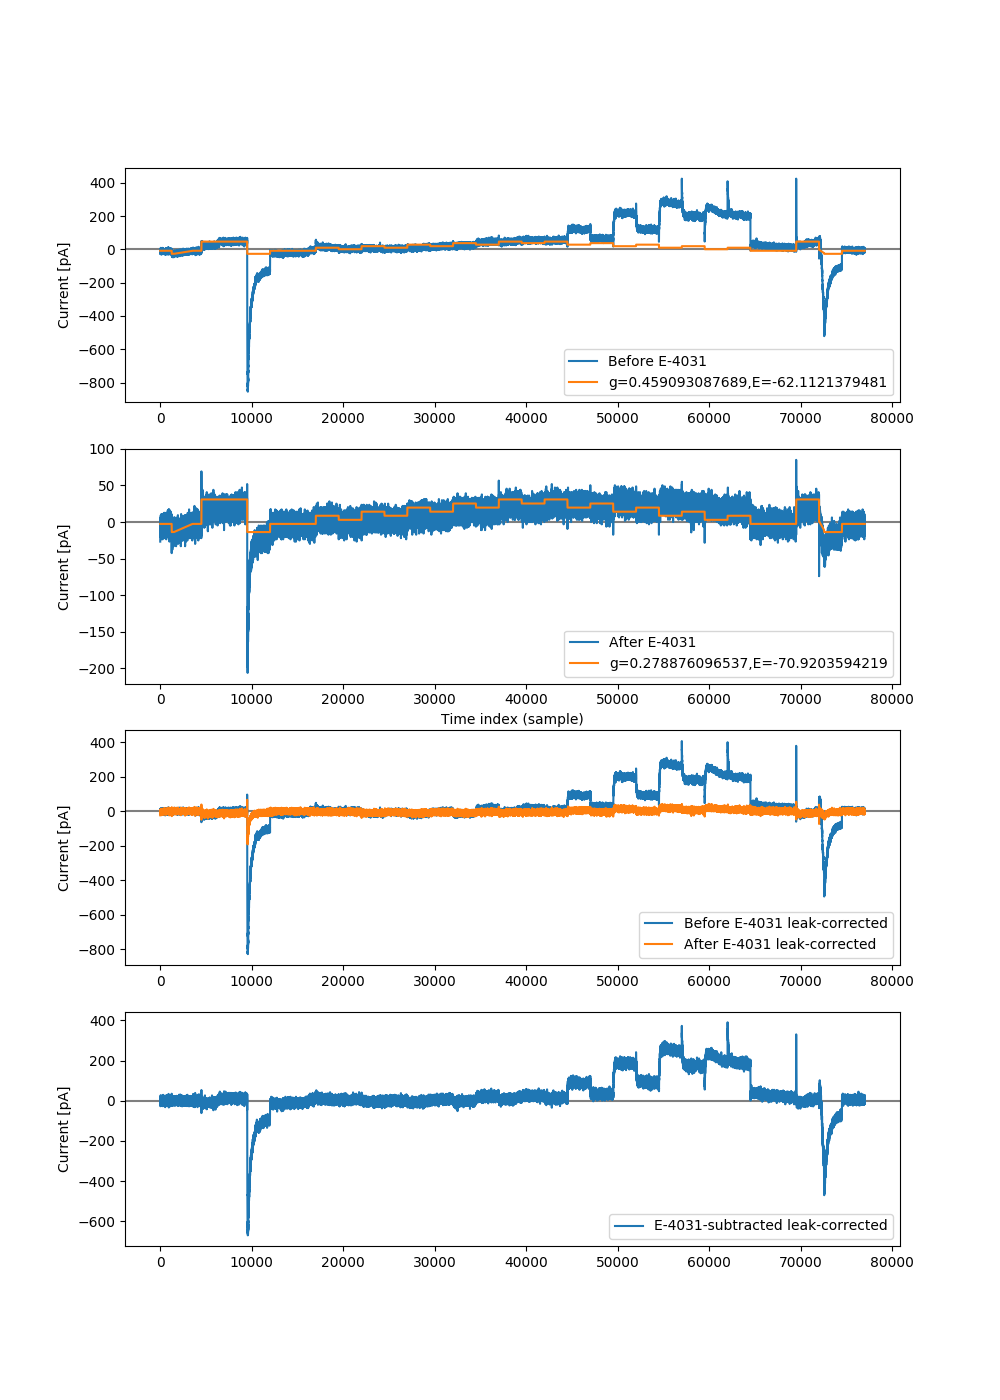 400
200
0
−200
−400
−600
−800
Current [pA]
Before E-4031
g=0.459093087689,E=-62.1121379481
0 10000 20000 30000 40000 50000 60000 70000 80000
100
50
0
−50
−100
−150
−200
Current [pA]
After E-4031
g=0.278876096537,E=-70.9203594219
0 10000 20000 30000 40000 50000 60000 70000 80000
Time index (sample)
400
200
0
−200
−400
−600
−800
Current [pA]
Before E-4031 leak-corrected
After E-4031 leak-corrected
0 10000 20000 30000 40000 50000 60000 70000 80000
400
200
0
−200
−400
−600
Current [pA]
E-4031-subtracted leak-corrected
0 10000 20000 30000 40000 50000 60000 70000 80000